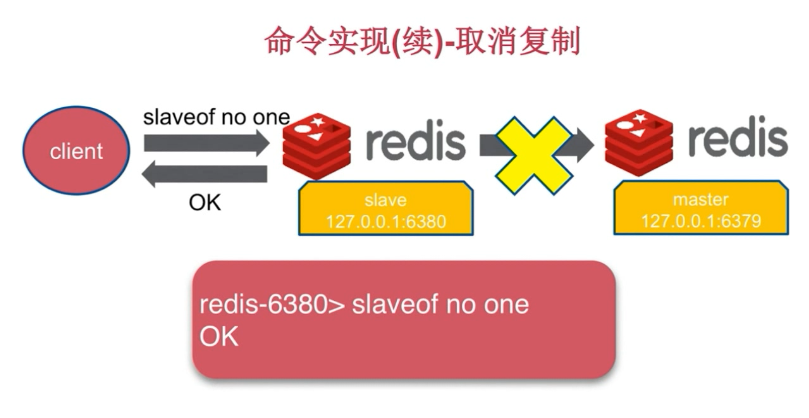 命令实现(续)-取消复制
slaveof no one
client
OK
redis
slave
127.0.0.1:6380
redis
master
127.0.0.1:6379
redis-6380> slaveof no one
OK